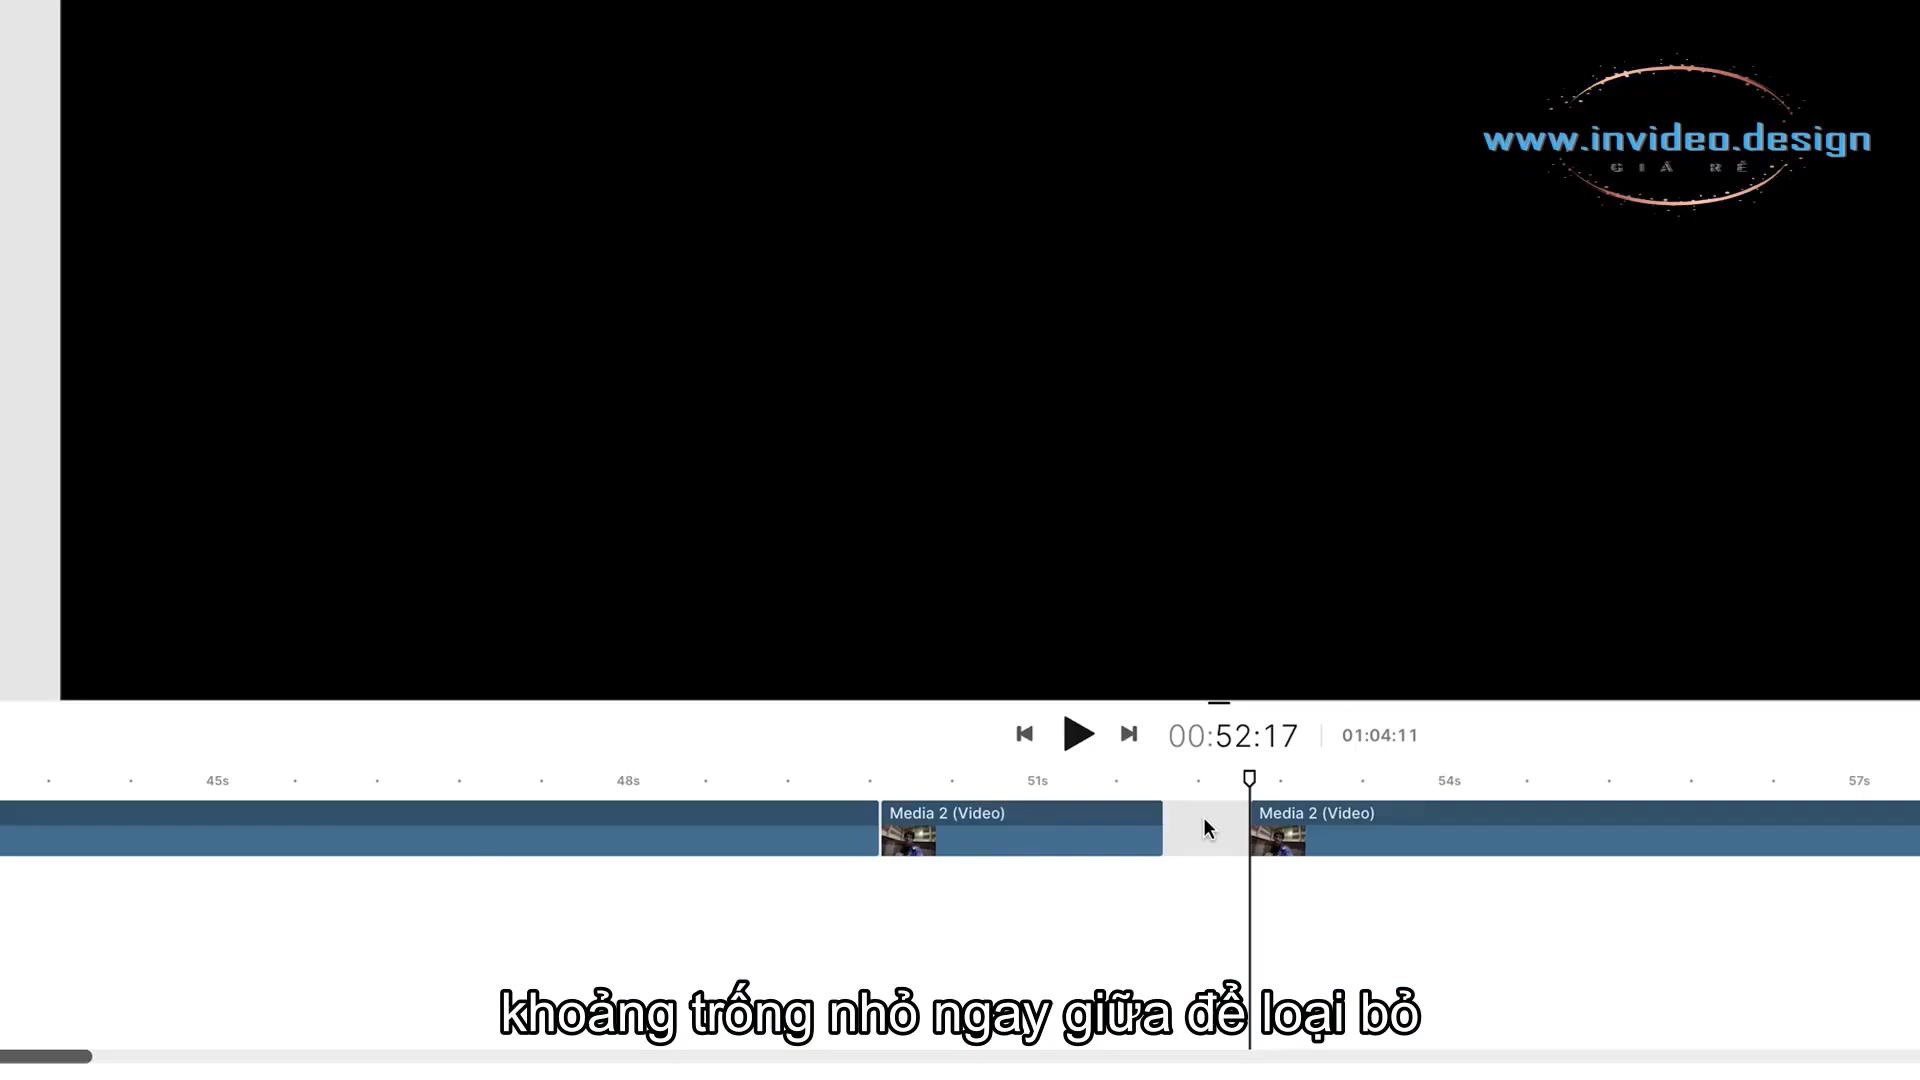 www.invideo.design
GIÁ RẺ
00:52:17
01:04:11
45s 48s 51s 54s 57s
Media 2 (Video) Media 2 (Video)
khoảng trống nhỏ ngay giữa để loại bỏ